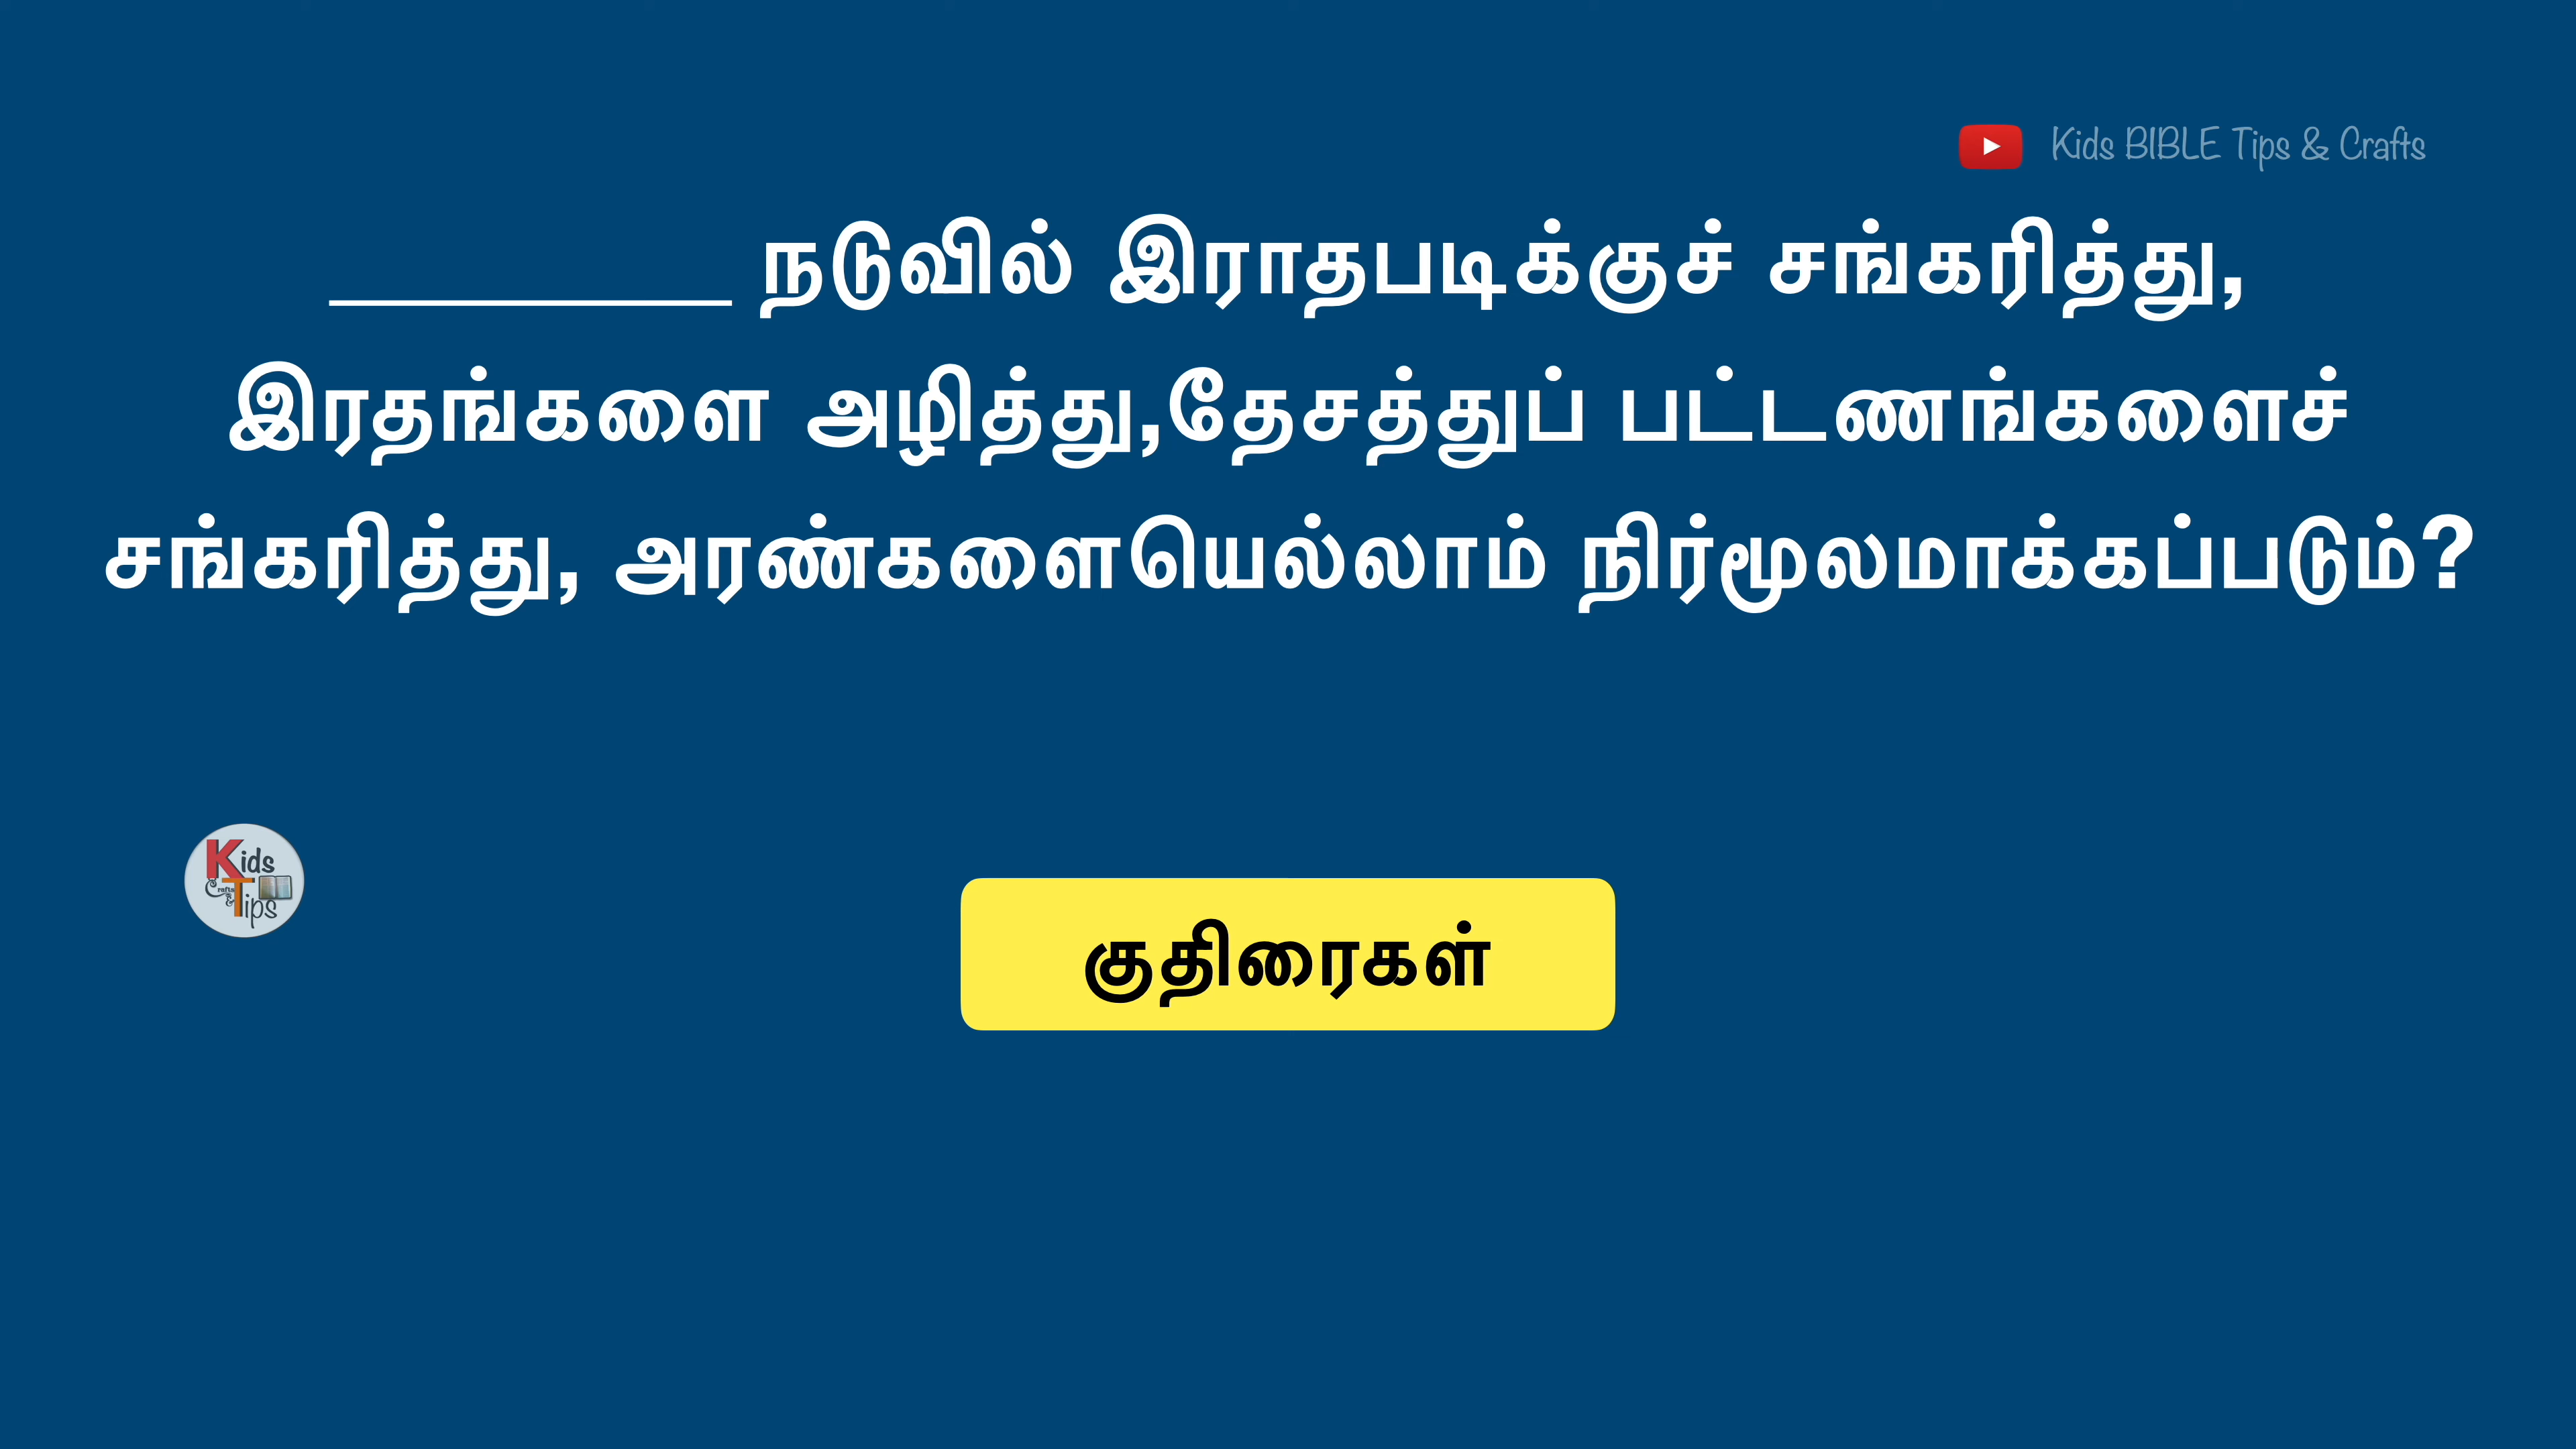 Kids BIBLE Tips & Crafts
__________ நடுவில் இராதபடிக்குச் சங்கரித்து,
இரதங்களை அழித்து,தேசத்துப் பட்டணங்களைச்
சங்கரித்து, அரண்களையெல்லாம் நிர்மூலமாக்கப்படும்?
Kids
Crafts
&
Tips
குதிரைகள்